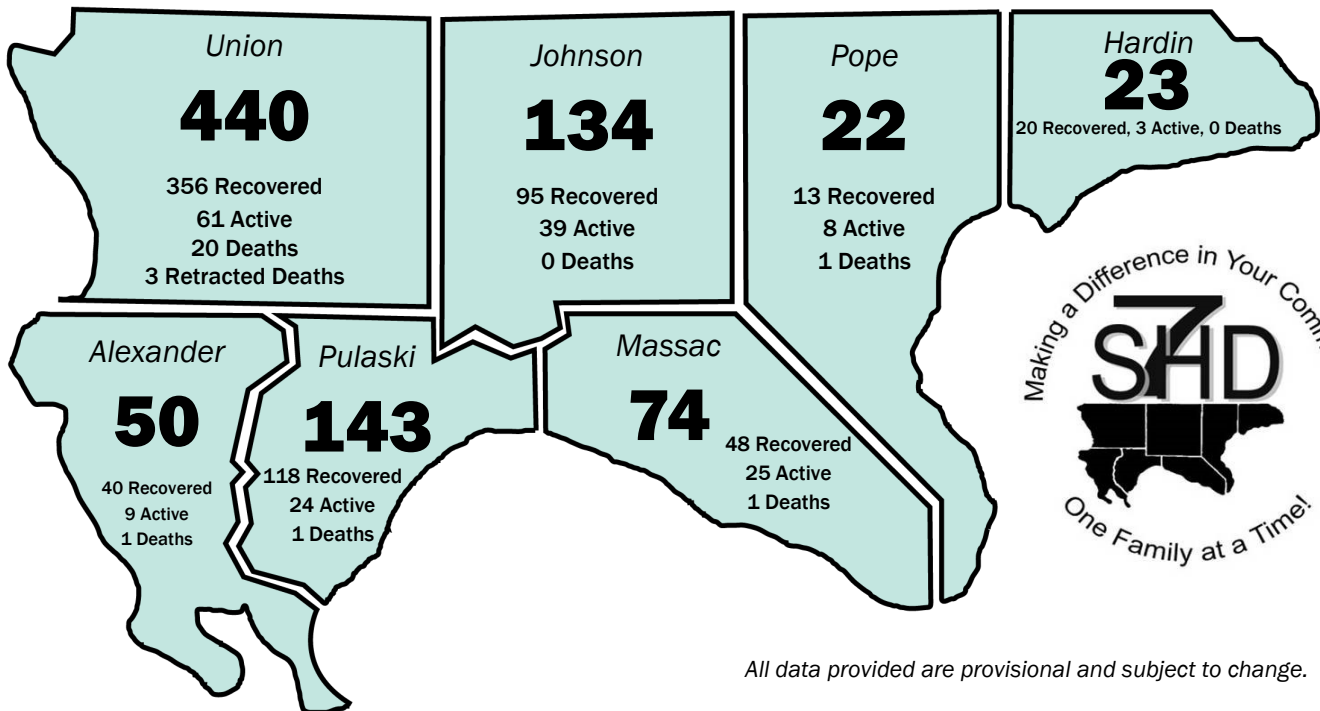 Union
440
356 Recovered
61 Active
20 Deaths
3 Retracted Deaths
Johnson
134
95 Recovered
39 Active
0 Deaths
Pope
22
13 Recovered
8 Active
1 Deaths
Hardin
23
20 Recovered, 3 Active, 0 Deaths
Alexander
50
40 Recovered
9 Active
1 Deaths
Pulaski
143
118 Recovered
24 Active
1 Deaths
Massac
74
48 Recovered
25 Active
1 Deaths
Making a Difference in Your
S7HD
One Family at a Time!
All data provided are provisional and subject to change.